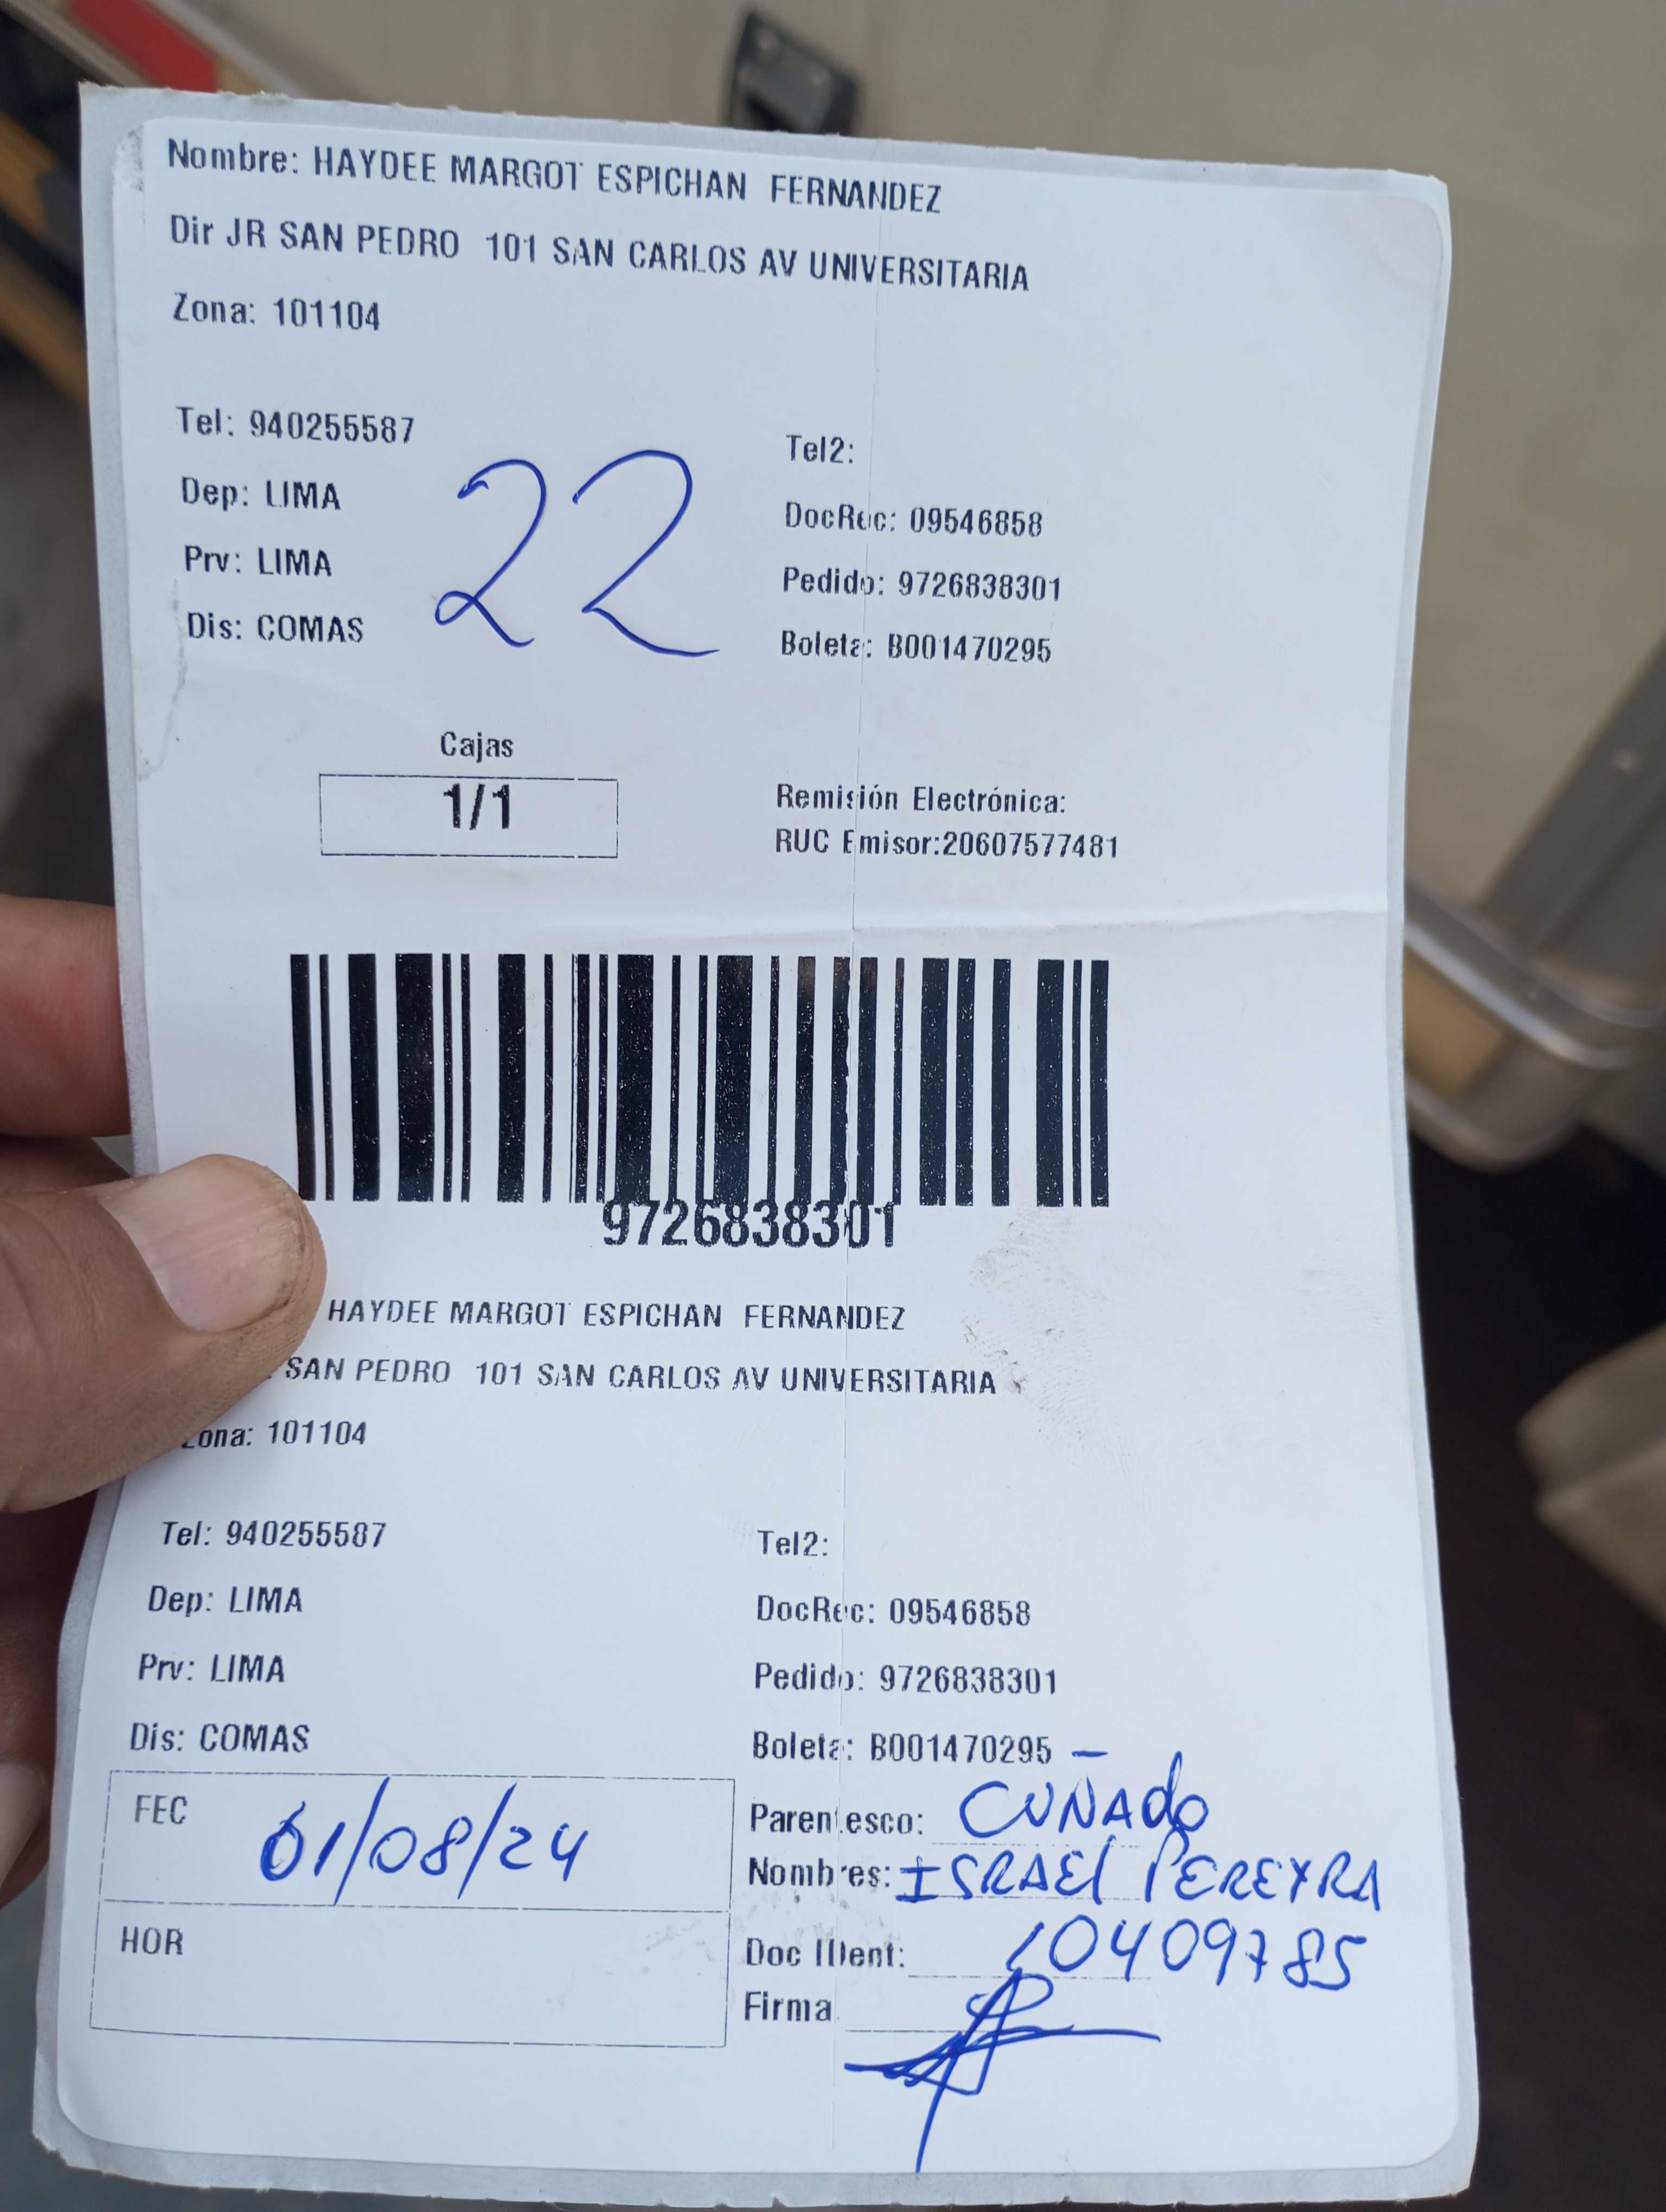 Nombre: HAYDEE MARGOT ESPICHAN FERNANDEZ
Dir JR SAN PEDRO 101 SAN CARLOS AV UNIVERSITARIA
Zona: 101104
Tel: 940255587
Tel2:
Dep: LIMA
22
DocRec: 09546858
Prv: LIMA
Pedido: 9726838301
Dis: COMAS
Boleta: B001470295
Cajas
1/1
Remisión Electrónica:
RUC Emisor:20607577481
9726838301
HAYDEE MARGOT ESPICHAN FERNANDEZ
SAN PEDRO 101 SAN CARLOS AV UNIVERSITARIA
Zona: 101104
Tel: 940255587
Tel2:
Dep: LIMA
DocRec: 09546858
Prv: LIMA
Pedido: 9726838301
Dis: COMAS
Boleta: B001470295
FEC 01/08/24
Parentesco: CUÑADO
Nombres: ISRAEL PEREYRA
HOR
Doc IDent: 10409785
Firma